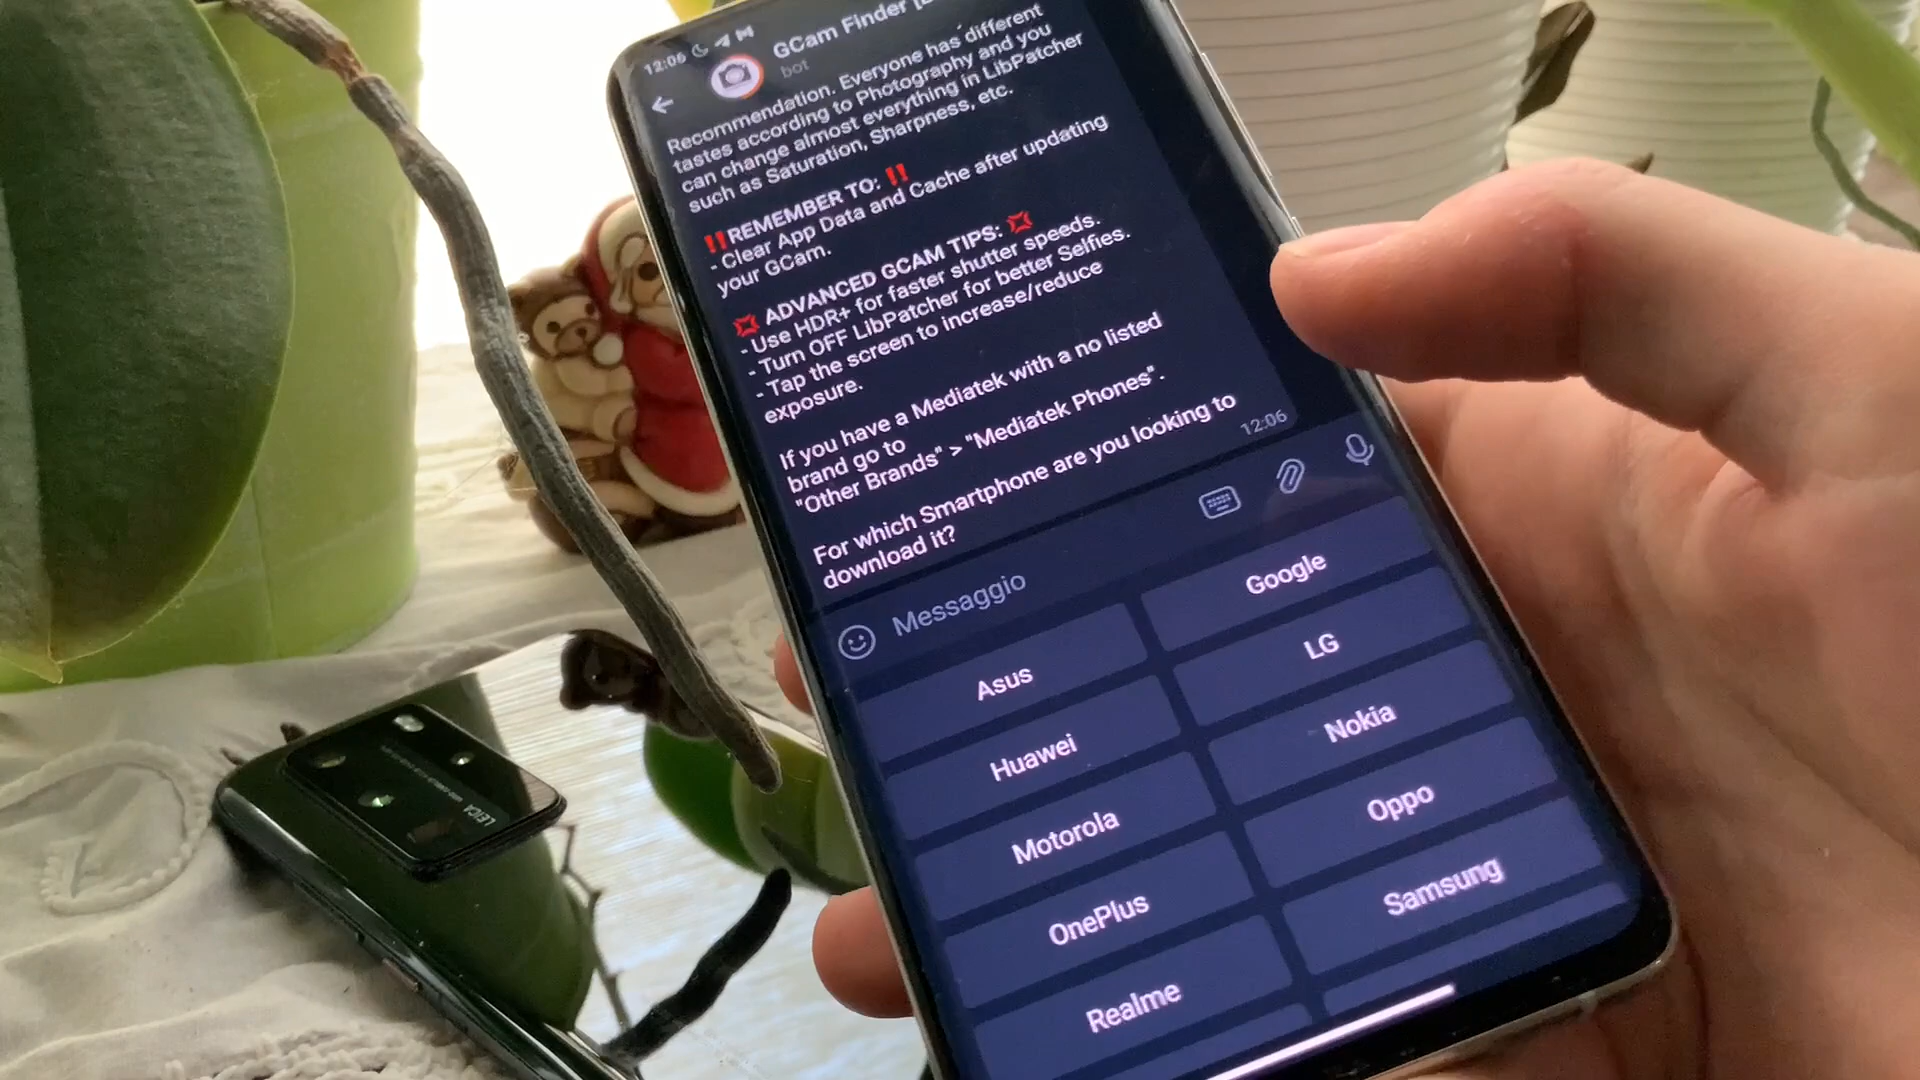 12:06
GCam Finder
bot
Recommendation. Everyone has different
tastes according to Photography and you
can change almost everything in LibPatcher
such as Saturation, Sharpness, etc.
‼️REMEMBER TO: ‼️
- Clear App Data and Cache after updating
your GCam.
💢 ADVANCED GCAM TIPS: 💢
- Use HDR+ for faster shutter speeds.
- Turn OFF LibPatcher for better Selfies.
- Tap the screen to increase/reduce
exposure.
If you have a Mediatek with a no listed
brand go to
"Other Brands" > "Mediatek Phones".
For which Smartphone are you looking to
download it?
12:06
Messaggio
Asus
Google
Huawei
LG
Motorola
Nokia
OnePlus
Oppo
Realme
Samsung
LEICA